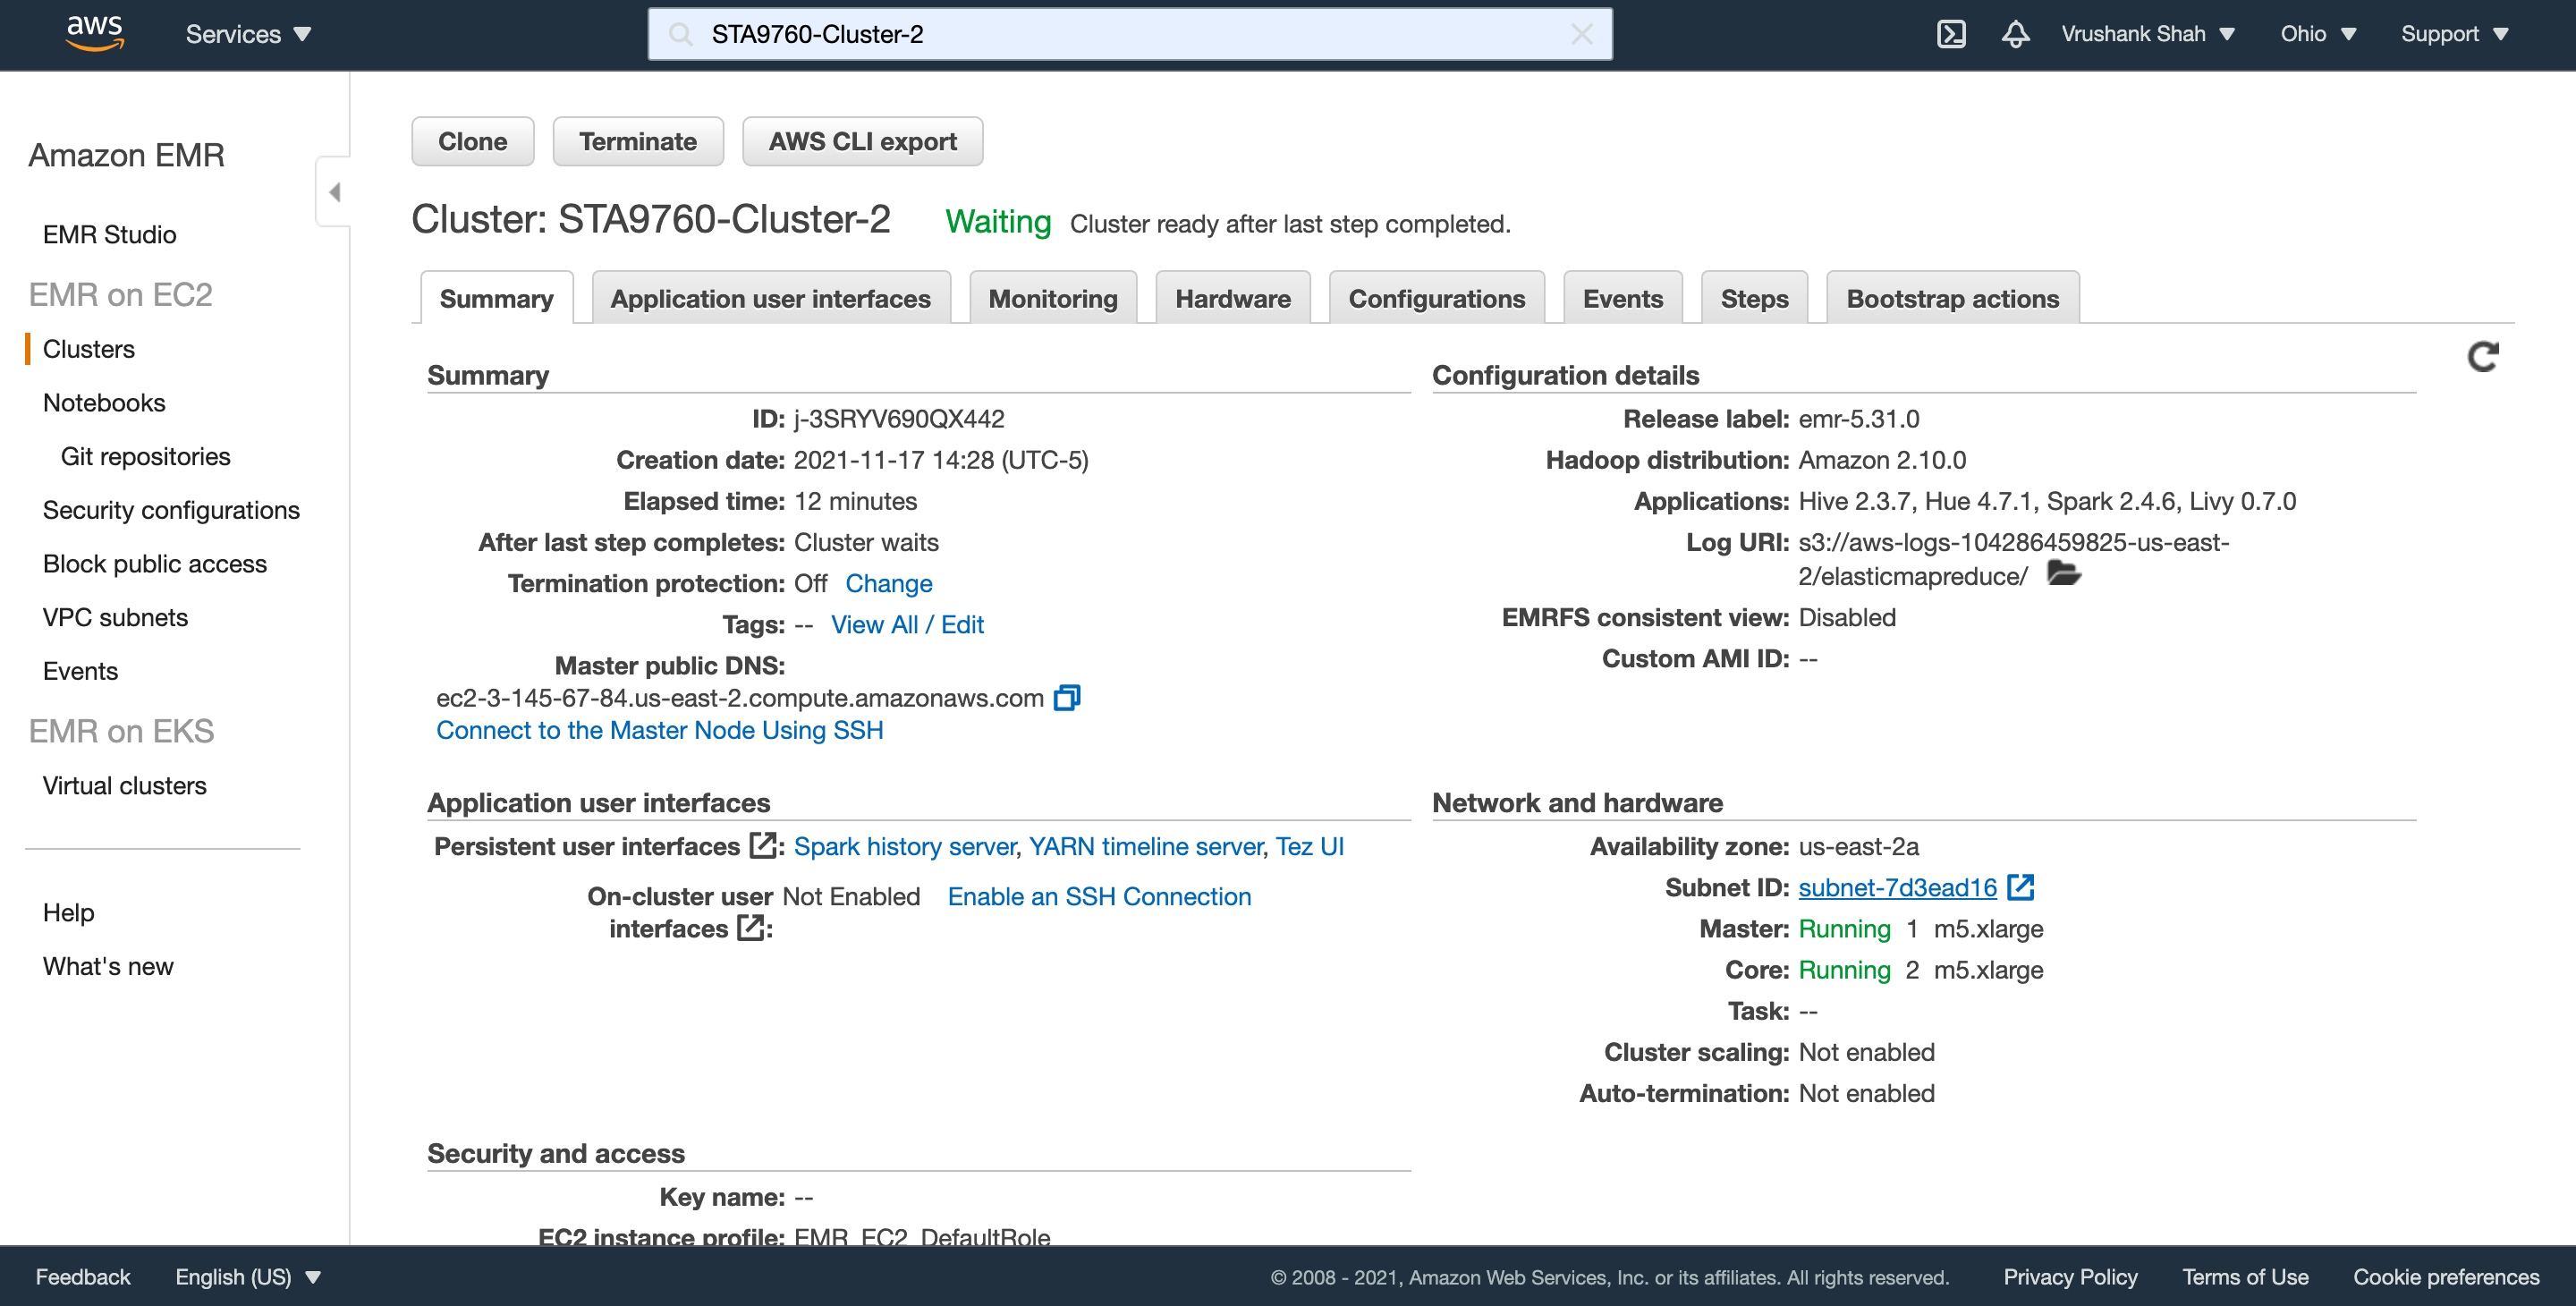 aws Services STA9760-Cluster-2 Vrushank Shah Ohio Support
Amazon EMR
EMR Studio
EMR on EC2
Clusters
Notebooks
Git repositories
Security configurations
Block public access
VPC subnets
Events
EMR on EKS
Virtual clusters
Help
What's new
Clone Terminate AWS CLI export
Cluster: STA9760-Cluster-2 Waiting Cluster ready after last step completed.
Summary Application user interfaces Monitoring Hardware Configurations Events Steps Bootstrap actions
Summary
ID: j-3SRYV690QX442
Creation date: 2021-11-17 14:28 (UTC-5)
Elapsed time: 12 minutes
After last step completes: Cluster waits
Termination protection: Off Change
Tags: -- View All / Edit
Master public DNS:
ec2-3-145-67-84.us-east-2.compute.amazonaws.com
Connect to the Master Node Using SSH
Configuration details
Release label: emr-5.31.0
Hadoop distribution: Amazon 2.10.0
Applications: Hive 2.3.7, Hue 4.7.1, Spark 2.4.6, Livy 0.7.0
Log URI: s3://aws-logs-104286459825-us-east-
2/elasticmapreduce/
EMRFS consistent view: Disabled
Custom AMI ID: --
Application user interfaces
Persistent user interfaces : Spark history server, YARN timeline server, Tez UI
On-cluster user Not Enabled Enable an SSH Connection
interfaces :
Network and hardware
Availability zone: us-east-2a
Subnet ID: subnet-7d3ead16
Master: Running 1 m5.xlarge
Core: Running 2 m5.xlarge
Task: --
Cluster scaling: Not enabled
Auto-termination: Not enabled
Security and access
Key name: --
EC2 instance profile: EMR_EC2_DefaultRole
Feedback English (US) © 2008 - 2021, Amazon Web Services, Inc. or its affiliates. All rights reserved. Privacy Policy Terms of Use Cookie preferences